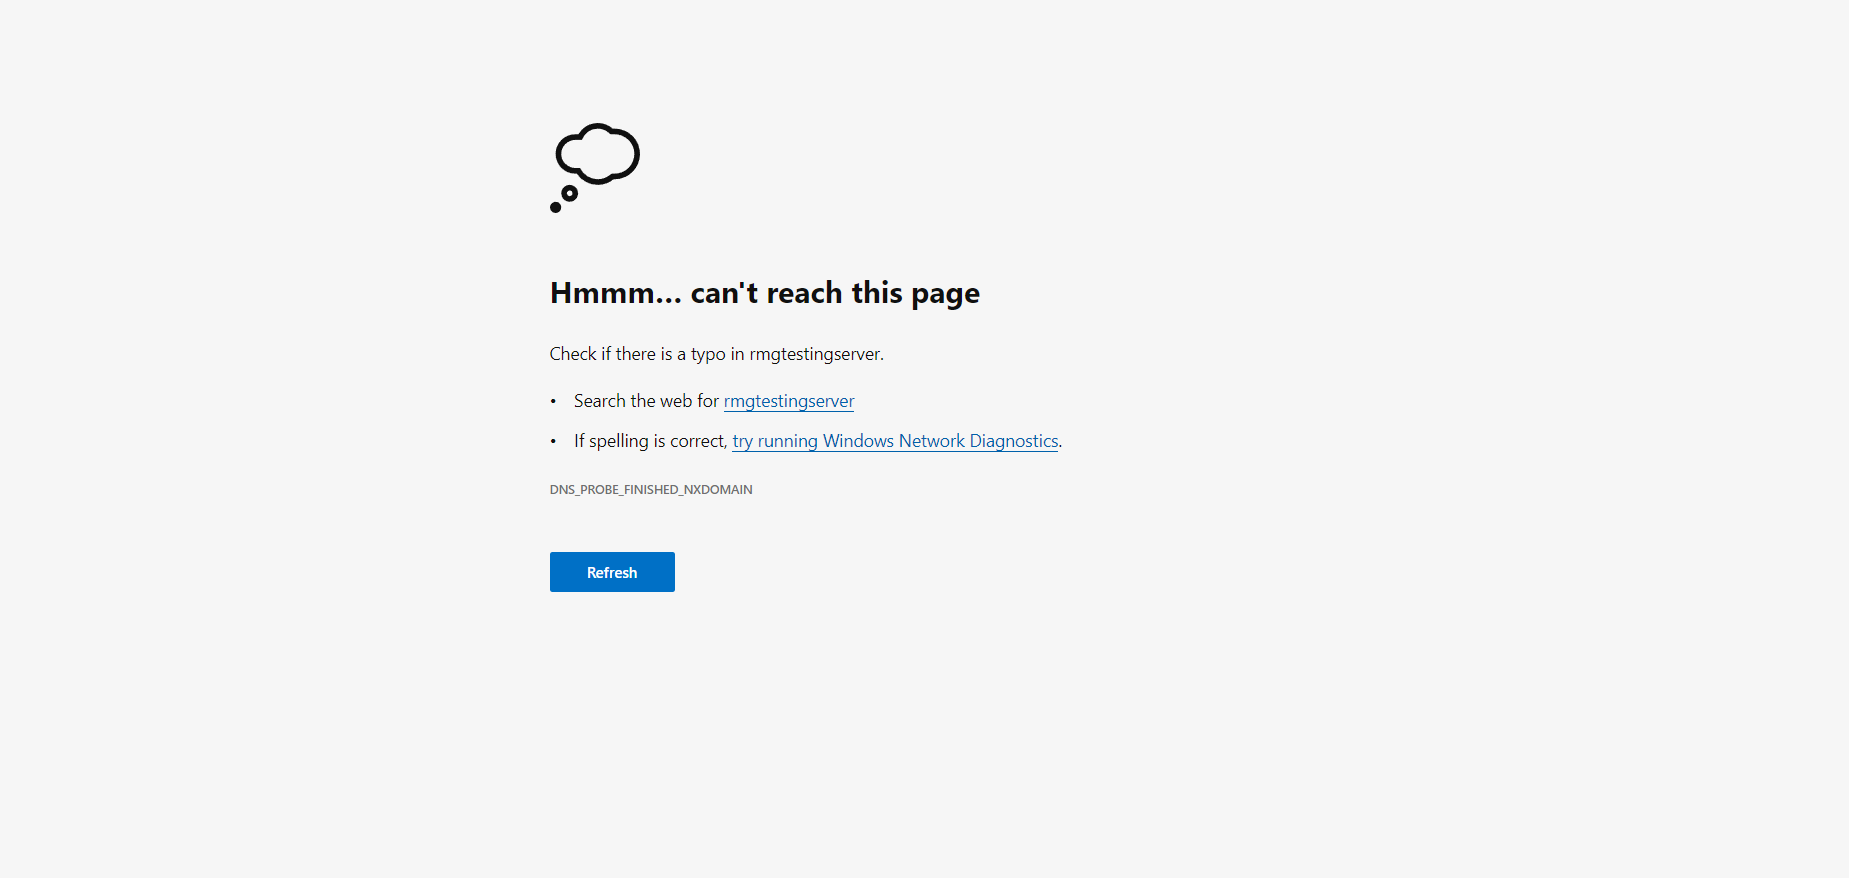 Hmmm... can't reach this page
Check if there is a typo in rmgtestingserver.
• Search the web for rmgtestingserver
• If spelling is correct, try running Windows Network Diagnostics.
DNS_PROBE_FINISHED_NXDOMAIN
Refresh